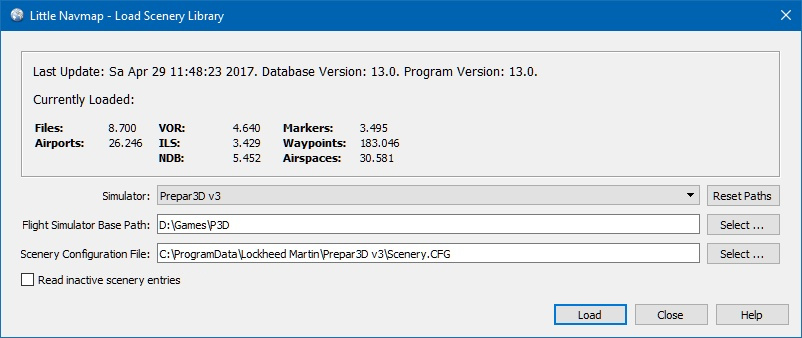 Little Navmap - Load Scenery Library
Last Update: Sa Apr 29 11:48:23 2017. Database Version: 13.0. Program Version: 13.0.
Currently Loaded:
Files: 8.700 VOR: 4.640 Markers: 3.495
Airports: 26.246 ILS: 3.429 Waypoints: 183.046
NDB: 5.452 Airspaces: 30.581
Simulator: Prepar3D v3 Reset Paths
Flight Simulator Base Path: D:\Games\P3D Select ...
Scenery Configuration File: C:\ProgramData\Lockheed Martin\Prepar3D v3\Scenery.CFG Select ...
Read inactive scenery entries
Load Close Help